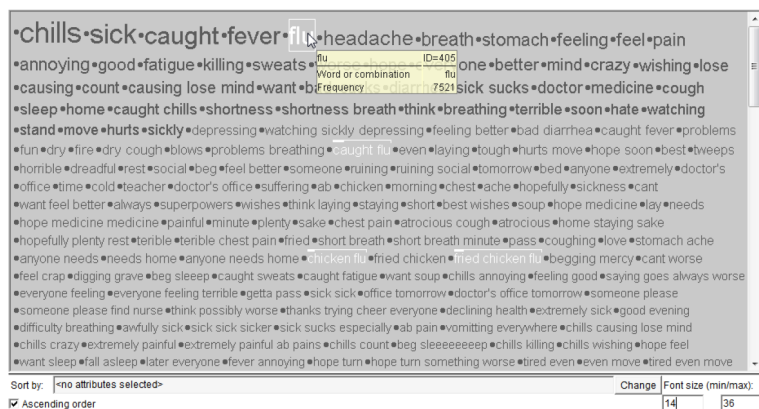 •chills•sick•caught•fever•flu•headache•breath•stomach•feeling•feel•pain
•annoying•good•fatigue•killing•sweats•one•better•mind•crazy•wishing•lose
•causing•count•causing lose mind•want•sick sucks•doctor•medicine•cough
•sleep•home•caught chills•shortness•shortness breath•think•breathing•terrible•soon•hate•watching
•stand•move•hurts•sickly•depressing•watching sickly depressing•feeling better•bad diarrhea•caught fever•problems
•fun•dry•fire•dry cough•blows•problems breathing•caught flu•even•laying•tough•hurts move•hope soon•best•tweeps
•horrible•dreadful•rest•social•beg•feel better•someone•ruining•ruining social•tomorrow•bed•anyone•extremely•doctor's
•office•time•cold•teacher•doctor's office•suffering•ab•chicken•morning•chest•ache•hopefully•sickness•cant
•want feel better•always•superpowers•wishes•think laying•staying•short•best wishes•soup•hope medicine•lay•needs
•hope medicine medicine•painful•minute•plenty•sake•chest pain•atrocious cough•atrocious•home staying sake
•hopefully plenty rest•terible•terible chest pain•fried•short breath•short breath minute•pass•coughing•love•stomach ache
•anyone needs•needs home•anyone needs home•chicken flu•fried chicken•fried chicken flu•begging mercy•cant worse
•feel crap•digging grave•beg sleeep•caught sweats•caught fatigue•want soup•chills annoying•feeling good•saying goes always worse
•everyone feeling•everyone feeling terrible•getta pass•sick sick•office tomorrow•doctor's office tomorrow•someone please
•someone please find nurse•think possibly worse•thanks trying cheer everyone•declining health•extremely sick•good evening
•difficulty breathing•awfully sick•sick sick sicker•sick sucks especially•ab pain•vomitting everywhere•chills causing lose mind
•chills crazy•extremely painful•extremely painful ab pains•chills count•beg sleeeeeeep•chills killing•chills wishing•hope feel
•want sleep•fall asleep•later everyone•fever annoying•hope turn•hope turn something worse•tired even•even move•tired even move
flu ID=405
Word or combination flu
Frequency 7521
Sort by: <no attributes selected> Change Font size (min/max):
Ascending order 14 36